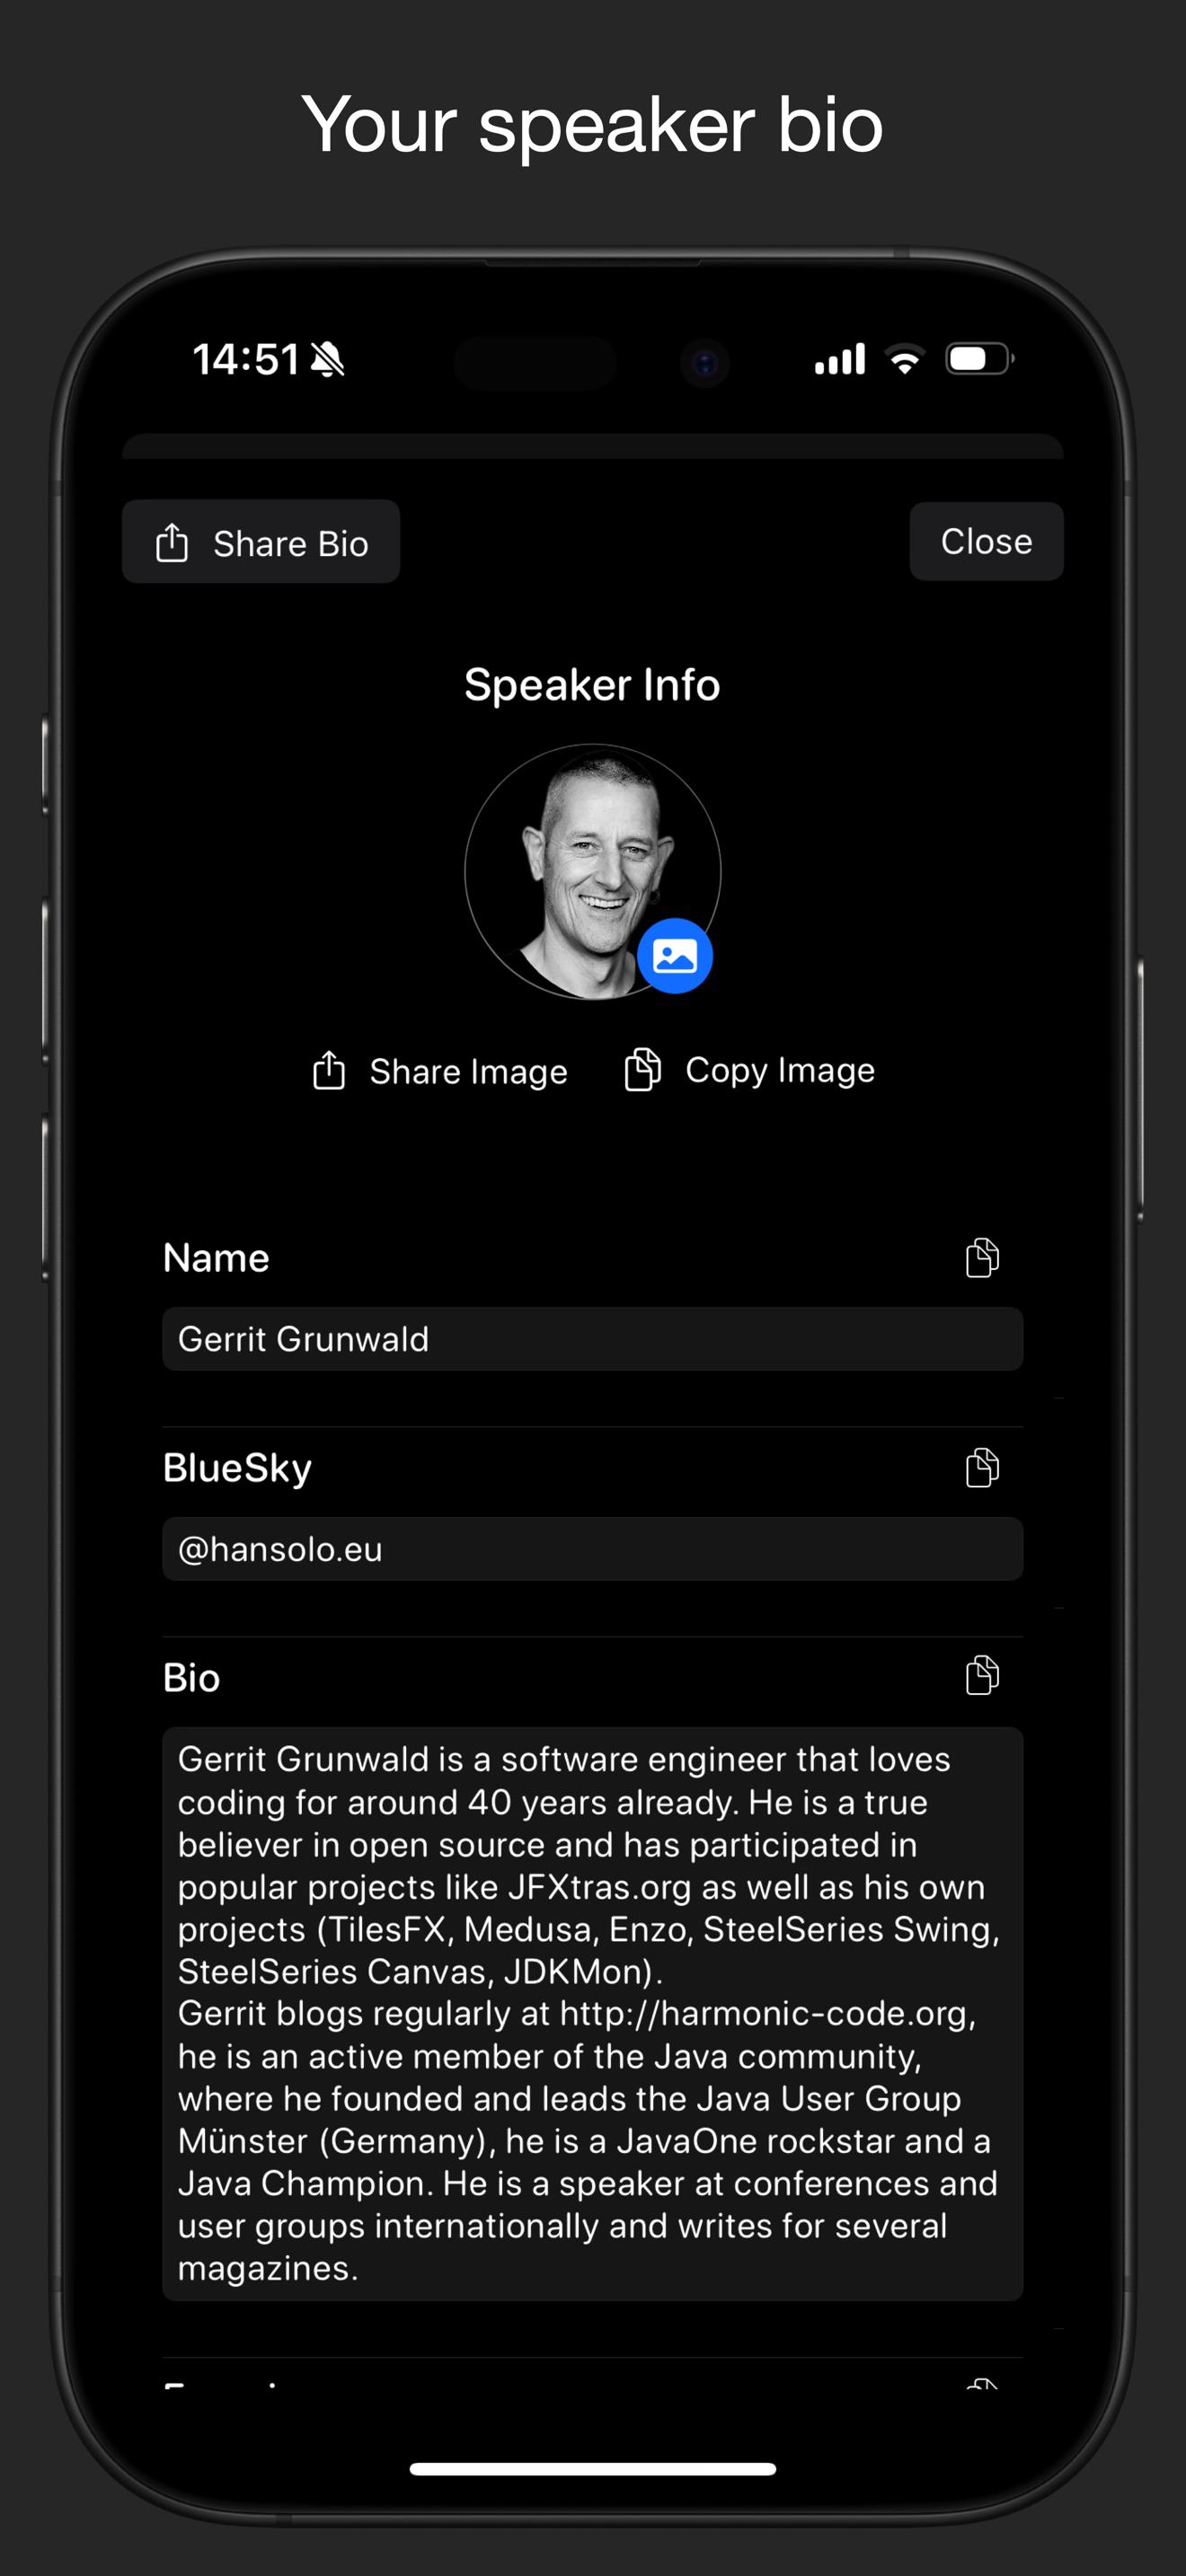 Your speaker bio
14:51
Share Bio
Close
Speaker Info
Share Image
Copy Image
Name
Gerrit Grunwald
BlueSky
@hansolo.eu
Bio
Gerrit Grunwald is a software engineer that loves
coding for around 40 years already. He is a true
believer in open source and has participated in
popular projects like JFXtras.org as well as his own
projects (TilesFX, Medusa, Enzo, SteelSeries Swing,
SteelSeries Canvas, JDKMon).
Gerrit blogs regularly at http://harmonic-code.org,
he is an active member of the Java community,
where he founded and leads the Java User Group
Münster (Germany), he is a JavaOne rockstar and a
Java Champion. He is a speaker at conferences and
user groups internationally and writes for several
magazines.